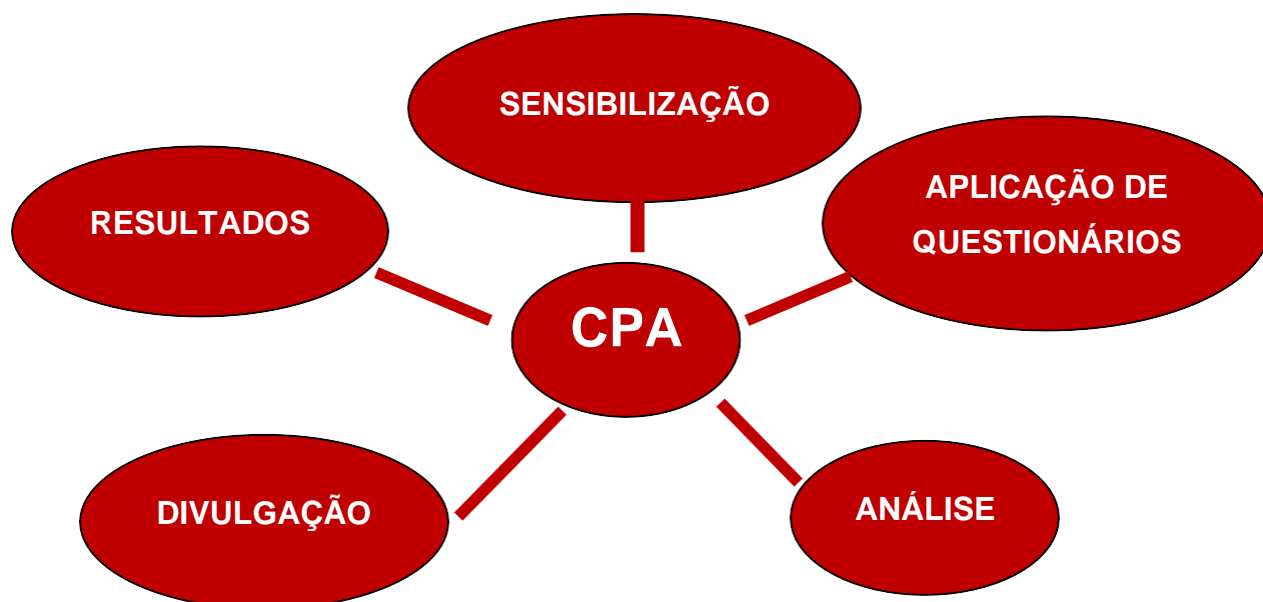 SENSIBILIZAÇÃO
APLICAÇÃO DE
QUESTIONÁRIOS
RESULTADOS
CPA
DIVULGAÇÃO
ANÁLISE